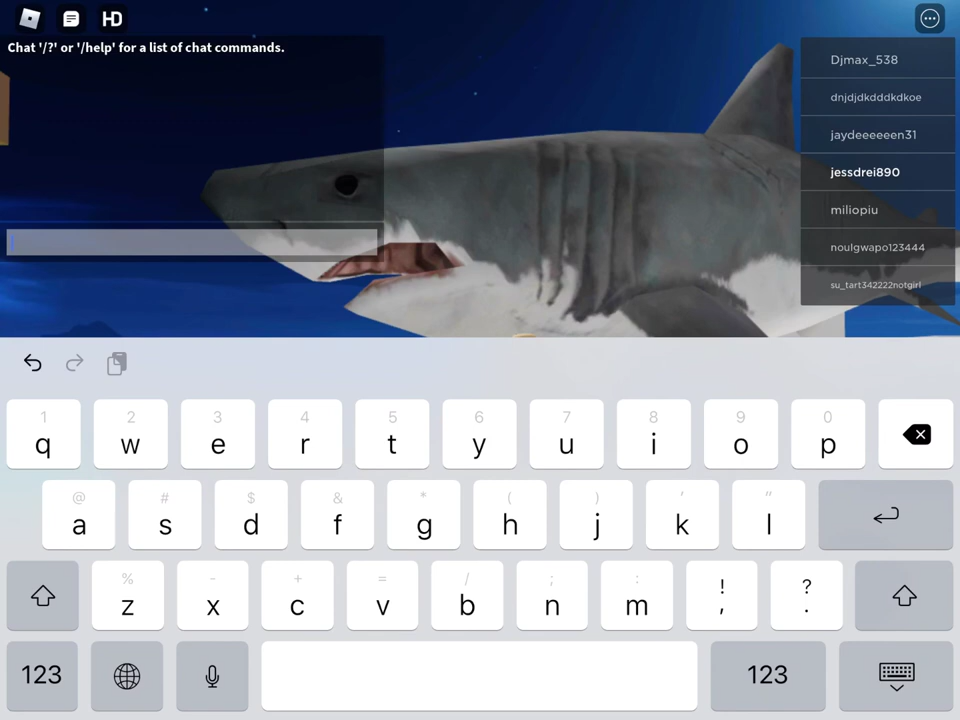 HD
Chat '/?' or '/help' for a list of chat commands.
Djmax_538
dnjdjdkdddkdkoe
jaydeeeeeen31
jessdrei890
miliopiu
noulgwapo123444
su_tart342222notgirl
1 2 3 4 5 6 7 8 9 0
q w e r t y u i o p
@ # $ & * ( ) ' "
a s d f g h j k l
% - + = / ; : ! ?
z x c v b n m , .
123 123